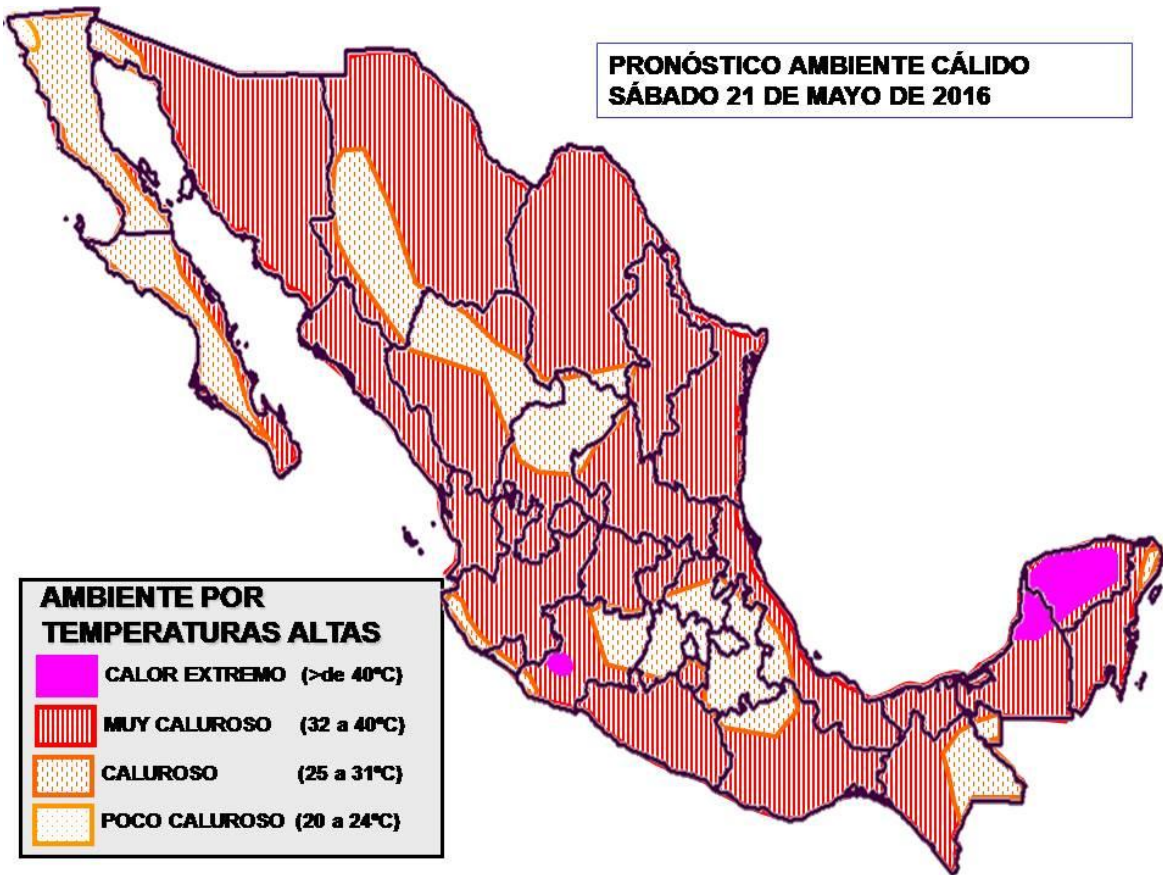 PRONÓSTICO AMBIENTE CÁLIDO
SÁBADO 21 DE MAYO DE 2016
AMBIENTE POR
TEMPERATURAS ALTAS
CALOR EXTREMO (>de 40ºC)
MUY CALUROSO (32 a 40ºC)
CALUROSO (25 a 31ºC)
POCO CALUROSO (20 a 24ºC)